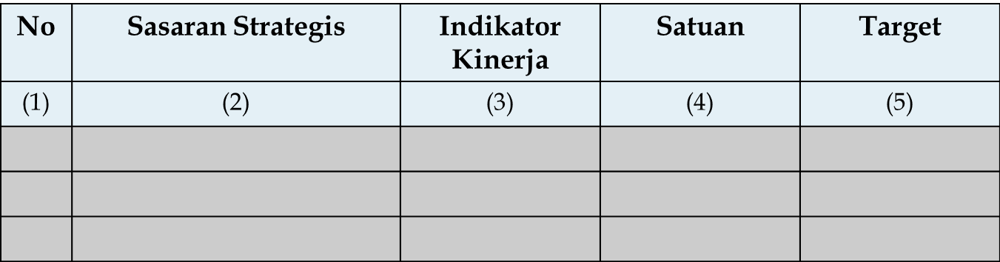 No Sasaran Strategis Indikator Kinerja Satuan Target
(1) (2) (3) (4) (5)